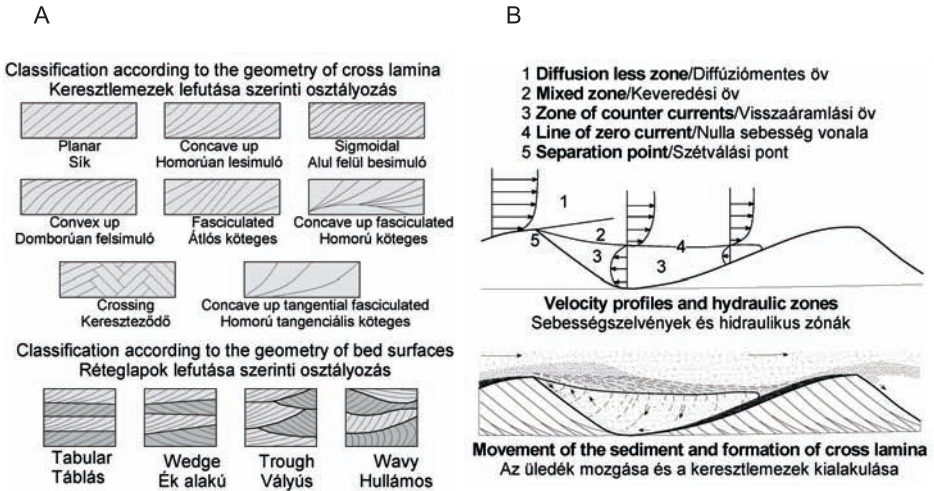 A
Classification according to the geometry of cross lamina
Keresztlemezek lefutása szerinti osztályozás
Planar
Sík
Concave up
Homorúan lesimuló
Sigmoidal
Alul felül besimuló
Convex up
Domborúan felsimuló
Fasciculated
Átlós köteges
Concave up fasciculated
Homorú köteges
Crossing
Kereszteződő
Concave up tangential fasciculated
Homorú tangenciális köteges
Classification according to the geometry of bed surfaces
Réteglapok lefutása szerinti osztályozás
Tabular
Táblás
Wedge
Ék alakú
Trough
Vályús
Wavy
Hullámos
B
1 Diffusion less zone/Diffúziómentes öv
2 Mixed zone/Keveredési öv
3 Zone of counter currents/Visszaáramlási öv
4 Line of zero current/Nulla sebesség vonala
5 Separation point/Szétválási pont
1
5
2
4
3
3
Velocity profiles and hydraulic zones
Sebességszelvények és hidraulikus zónák
Movement of the sediment and formation of cross lamina
Az üledék mozgása és a keresztlemezek kialakulása